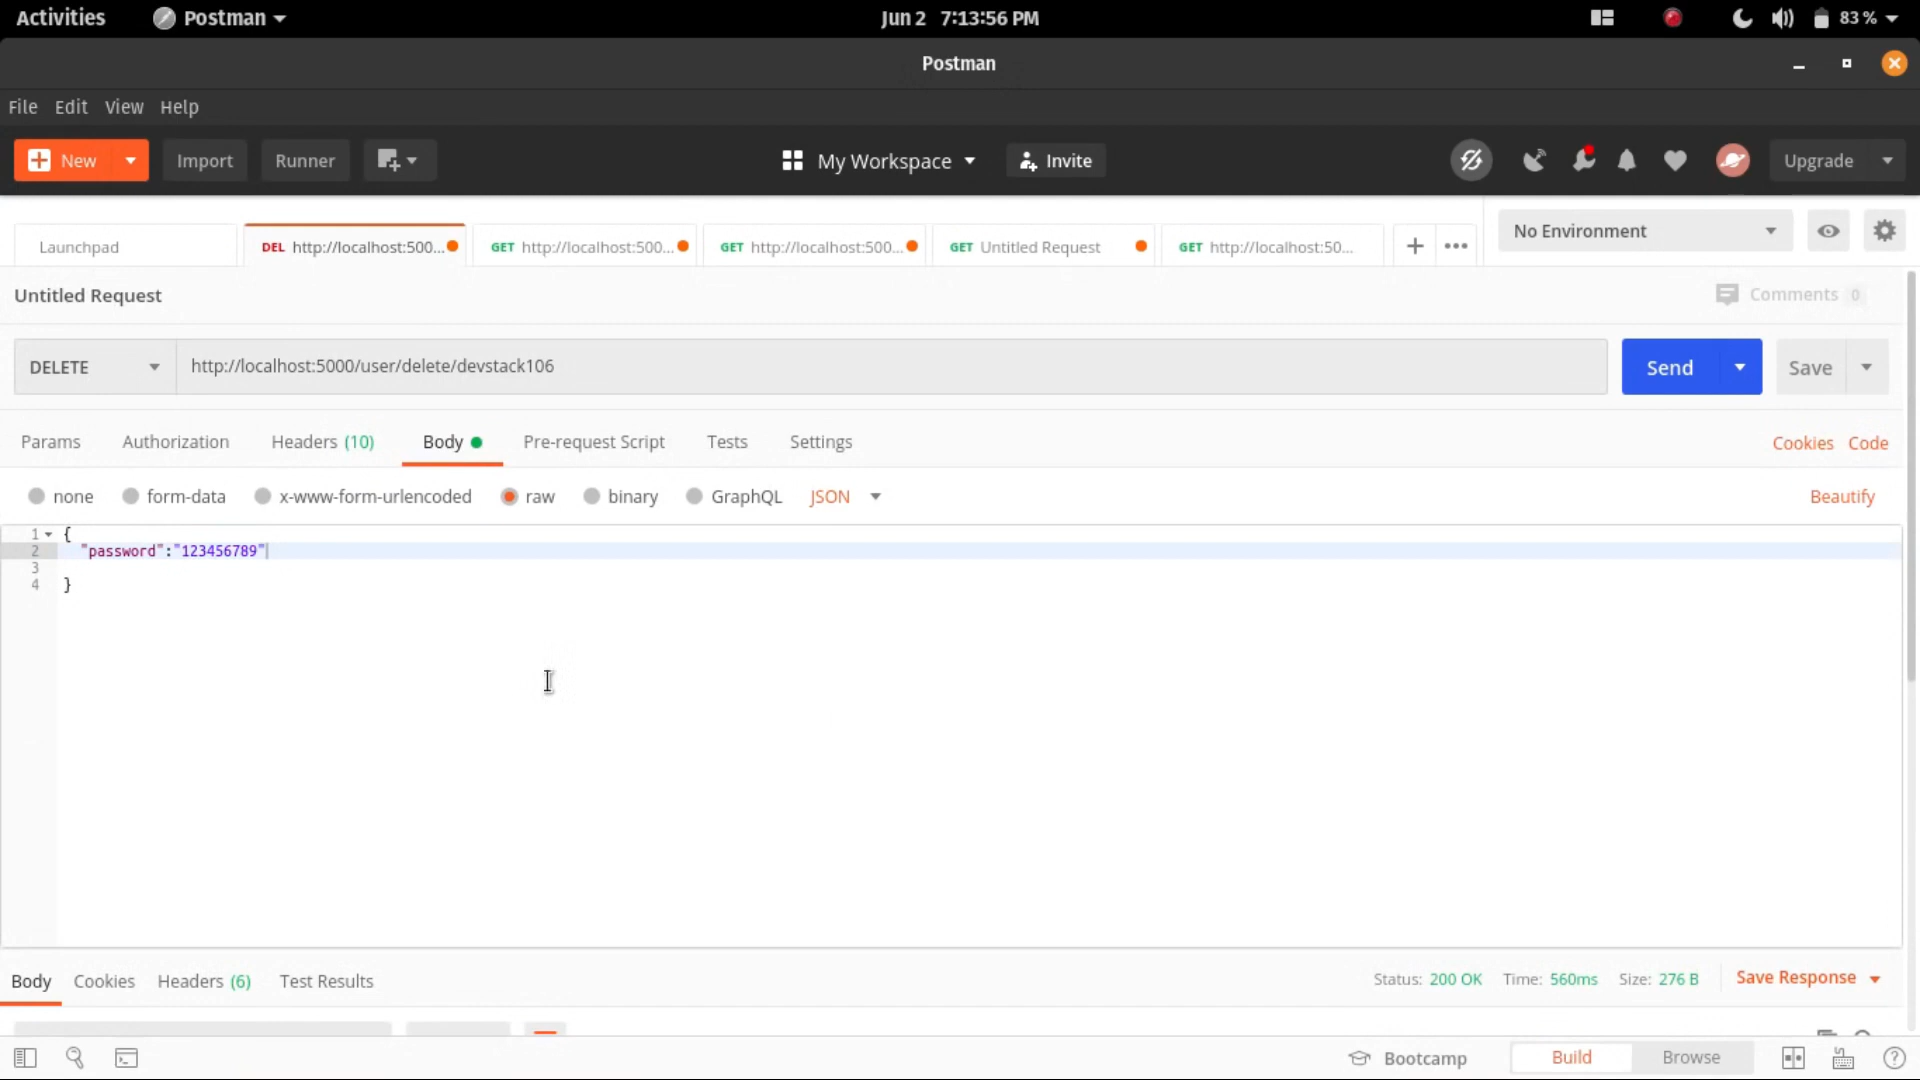 Activities Postman Jun 2 7:13:56 PM 83 %
Postman
File Edit View Help
New Import Runner My Workspace Invite Upgrade
Launchpad DEL http://localhost:500... GET http://localhost:500... GET http://localhost:500... GET Untitled Request GET http://localhost:50... + ••• No Environment
Untitled Request Comments 0
DELETE http://localhost:5000/user/delete/devstack106 Send Save
Params Authorization Headers (10) Body Pre-request Script Tests Settings Cookies Code
none form-data x-www-form-urlencoded raw binary GraphQL JSON Beautify
1 {
2 "password":"123456789"
3
4 }
Body Cookies Headers (6) Test Results Status: 200 OK Time: 560ms Size: 276 B Save Response
Bootcamp Build Browse